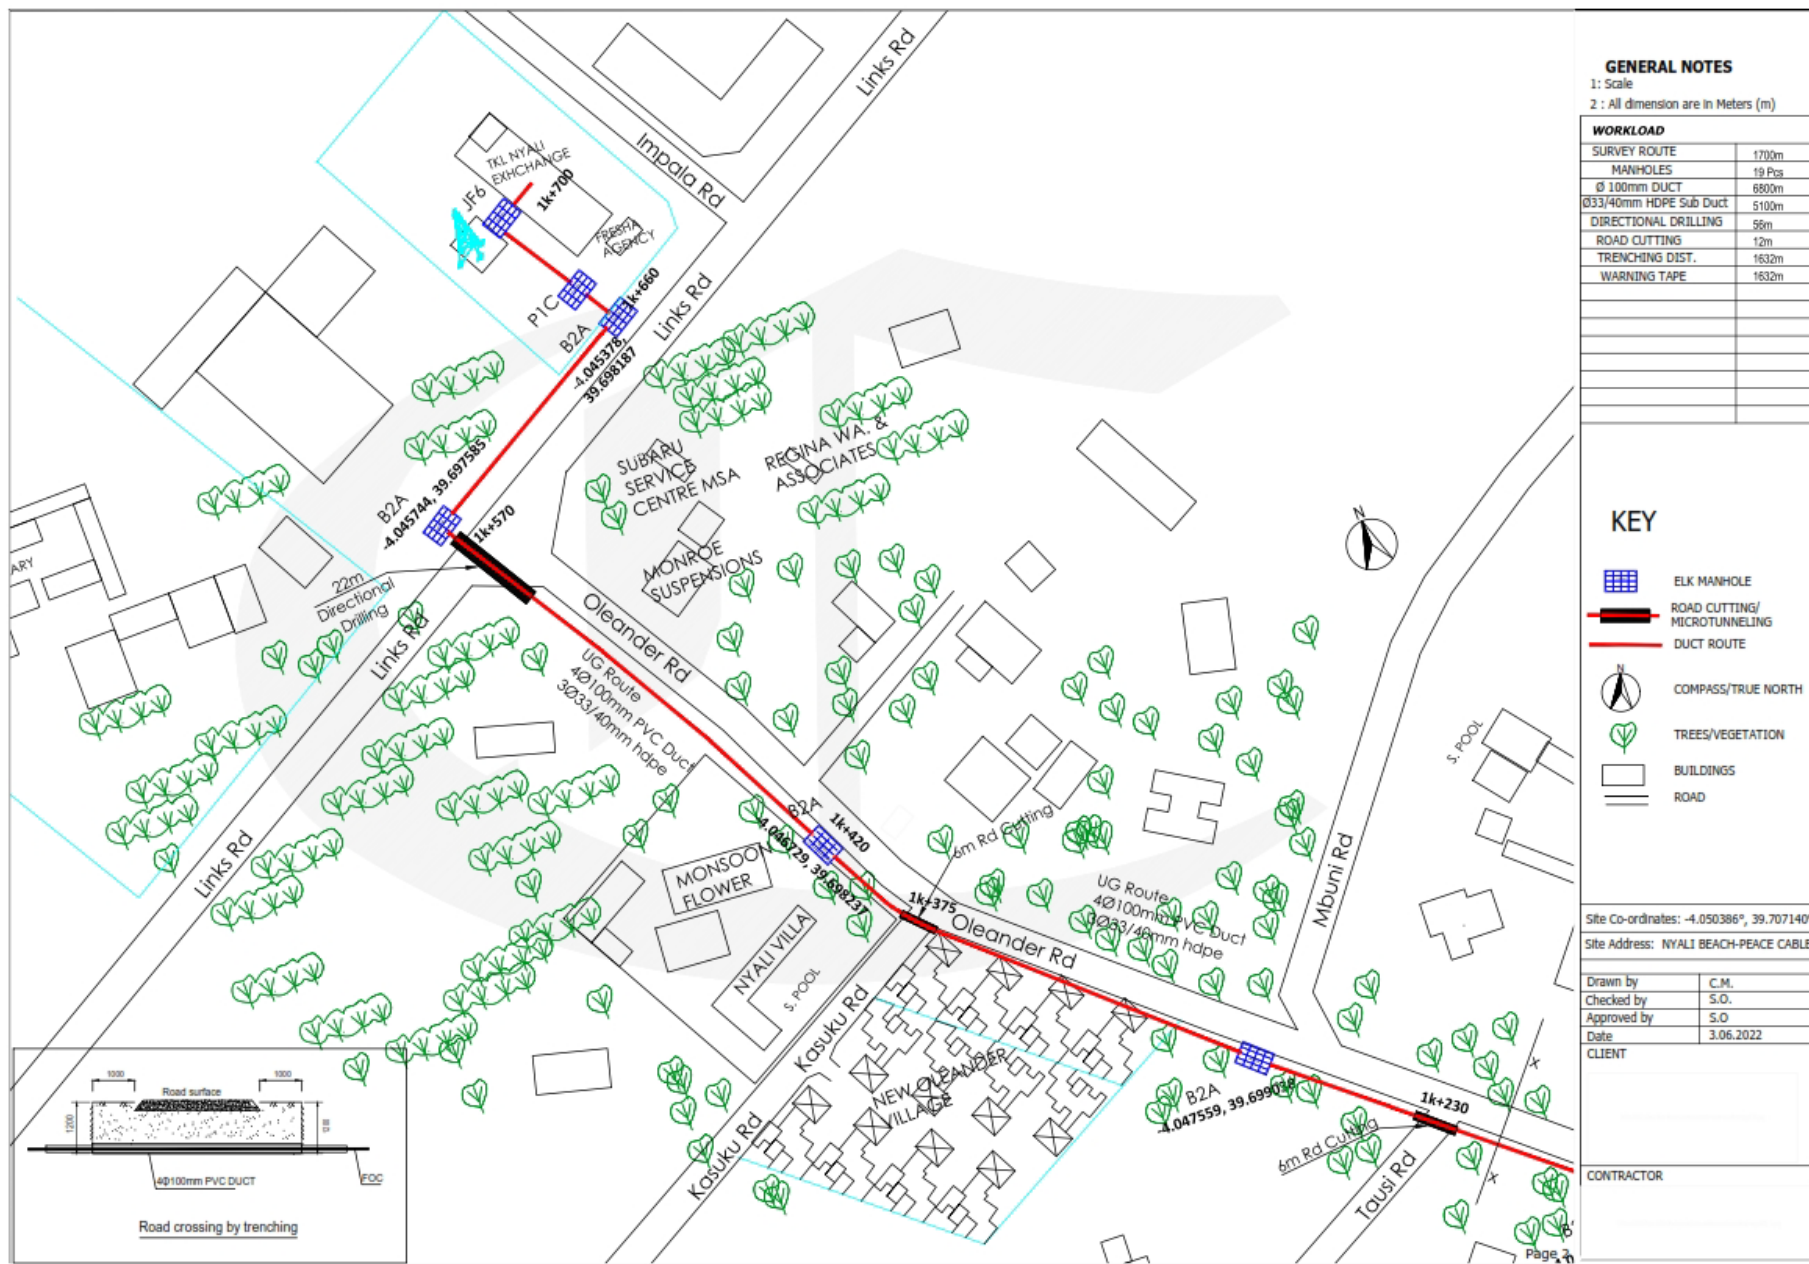 Links Rd
Impala Rd
TKL NYALI
EXHCHANGE
JF6
1k+700
FRESHA
AGENCY
P1C
1k+660
Links Rd
B2A
-4.045378,
39.698187
SUBARU
SERVICE
CENTRE MSA
REGINA WA. &
ASSOCIATES
B2A
-4.045744, 39.697585
1k+570
MONROE
SUSPENSIONS
22m
Directional
Drilling
ARY
Links Rd
Oleander Rd
UG Route
4Ø100mm PVC Duct
3Ø33/40mm hdpe
S. POOL
B2A
1k+420
-4.046729, 39.698237
6m Rd Cutting
Links Rd
MONSOON
FLOWER
Mbuni Rd
UG Route
4Ø100mm PVC Duct
3Ø33/40mm hdpe
1k+375
Oleander Rd
NYALI VILLA
S. POOL
Kasuku Rd
NEW OLEANDER
VILLAGE
B2A
-4.047559, 39.699038
1k+230
6m Rd Cutting
Kasuku Rd
Tausi Rd
1000
1000
Road surface
1200
1200
4Φ100mm PVC DUCT
FOC
Road crossing by trenching
N
GENERAL NOTES
1: Scale
2 : All dimension are in Meters (m)
WORKLOAD
SURVEY ROUTE 1700m
MANHOLES 19 Pcs
Ø 100mm DUCT 6800m
Ø33/40mm HDPE Sub Duct 5100m
DIRECTIONAL DRILLING 56m
ROAD CUTTING 12m
TRENCHING DIST. 1632m
WARNING TAPE 1632m
KEY
ELK MANHOLE
ROAD CUTTING/
MICROTUNNELING
DUCT ROUTE
N
COMPASS/TRUE NORTH
TREES/VEGETATION
BUILDINGS
ROAD
Site Co-ordinates: -4.050386°, 39.707140°
Site Address: NYALI BEACH-PEACE CABLE
Drawn by C.M.
Checked by S.O.
Approved by S.O
Date 3.06.2022
CLIENT
CONTRACTOR
Page